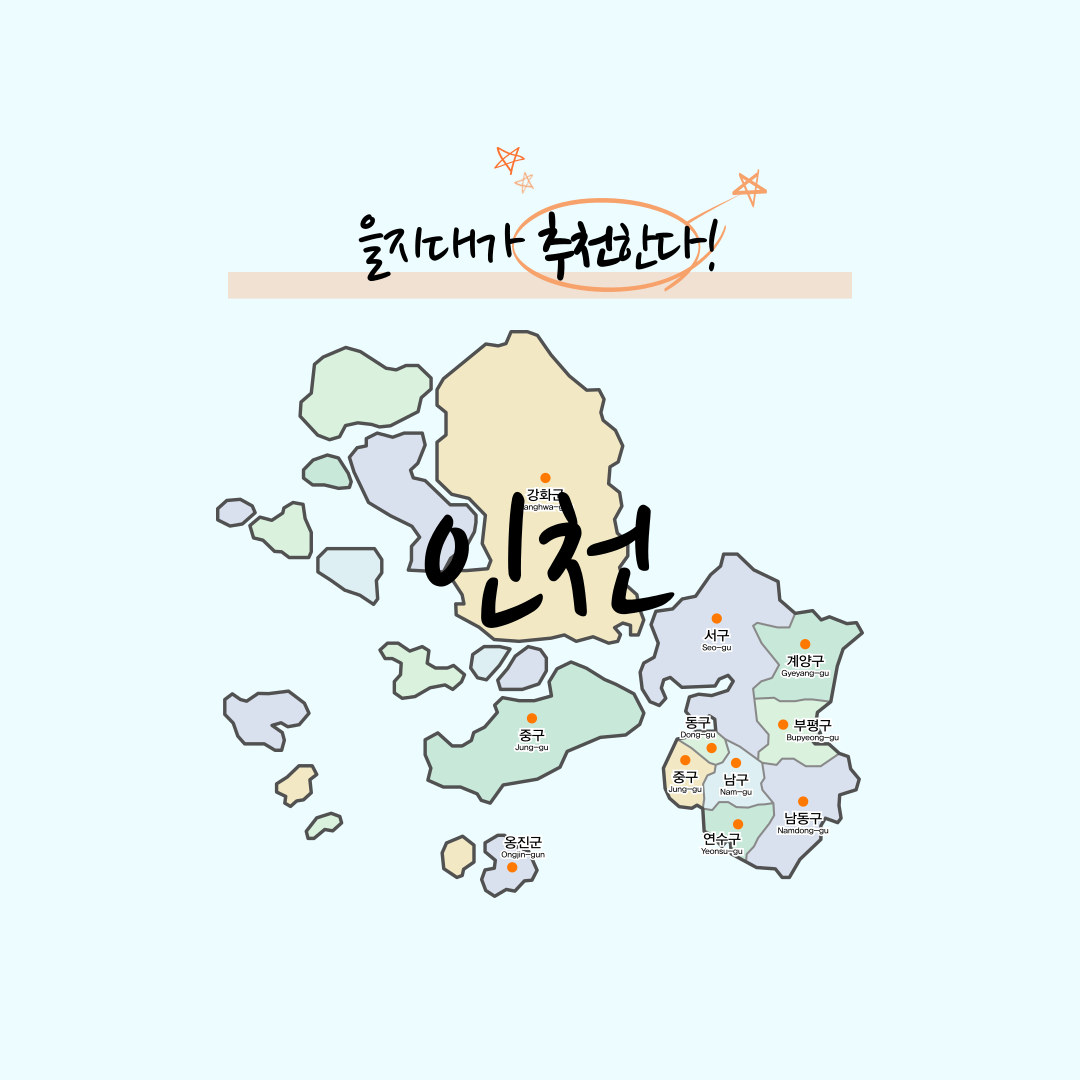 을지대가 추천한다!
강화군
인천
서구
Seo-gu
계양구
Gyeyang-gu
중구
Jung-gu
동구
Dong-gu
부평구
Bupyeong-gu
중구
Jung-gu
남구
Nam-gu
남동구
Namdong-gu
연수구
Yeonsu-gu
옹진군
Ongjin-gun